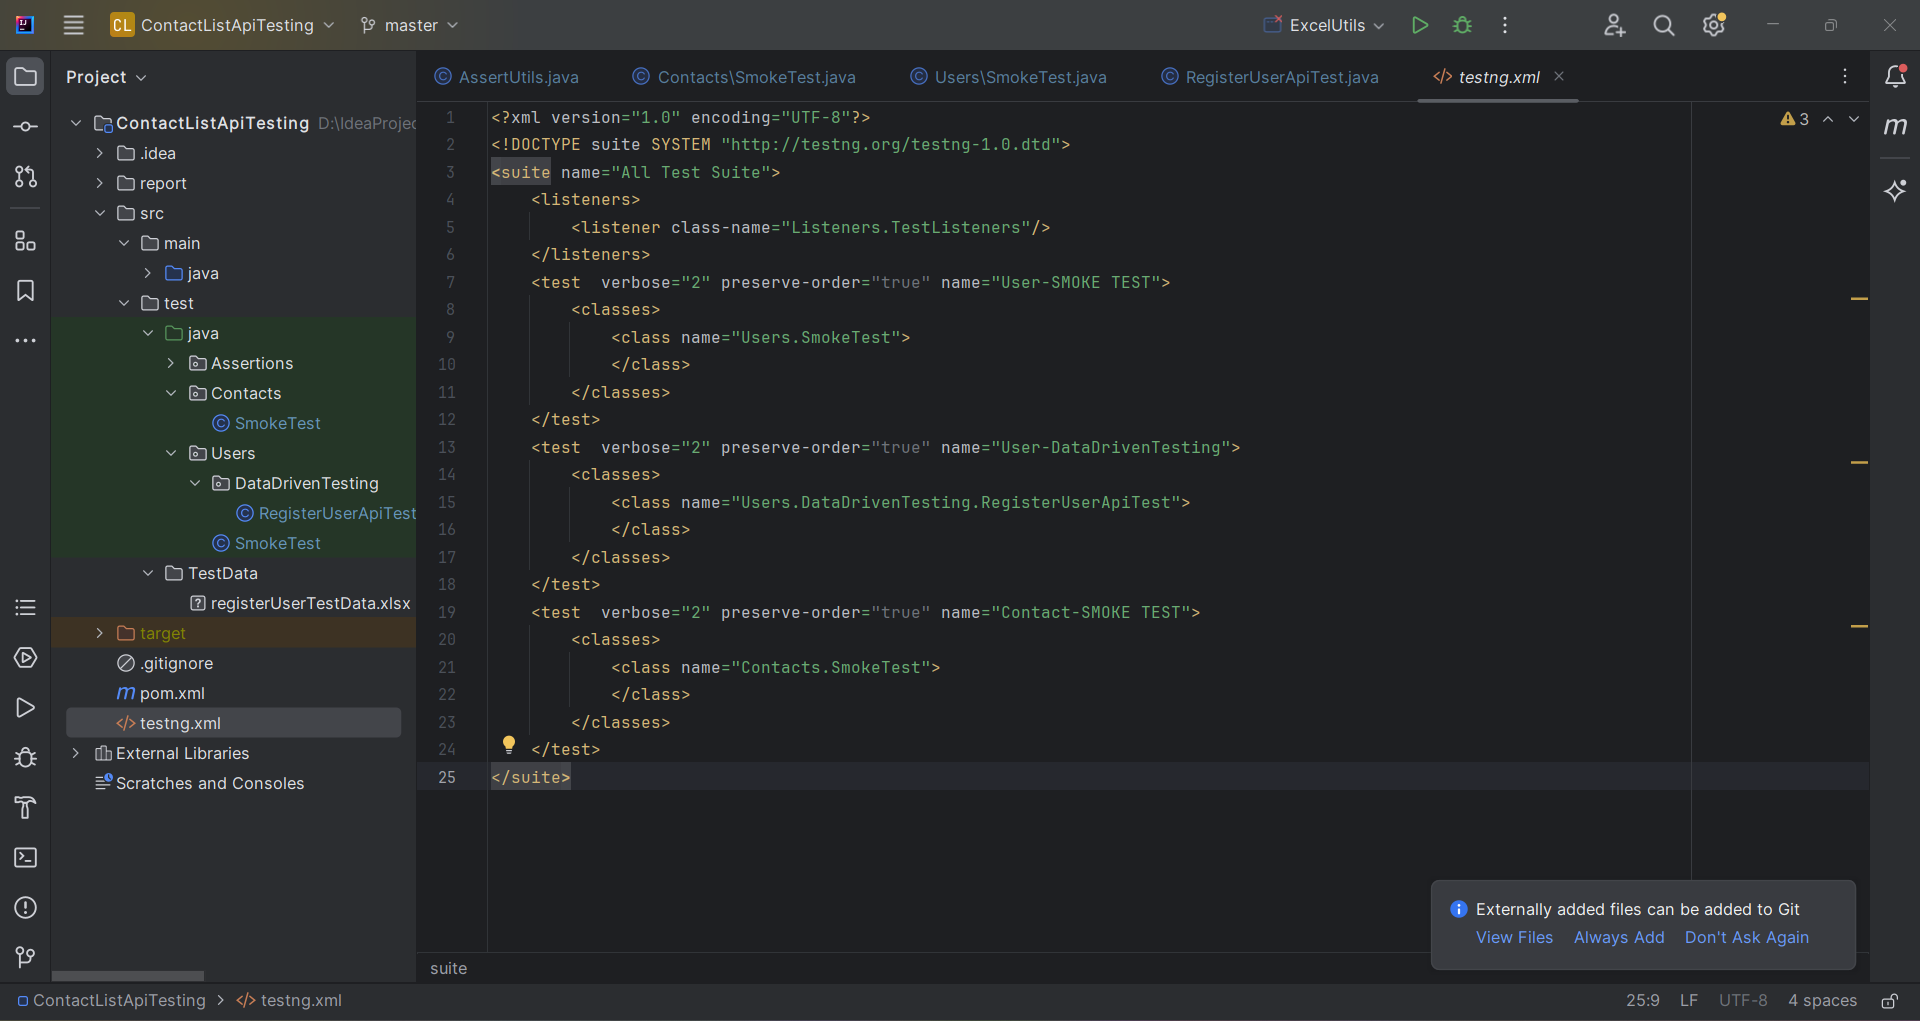 CL ContactListApiTesting master ExcelUtils
Project
AssertUtils.java Contacts\SmokeTest.java Users\SmokeTest.java RegisterUserApiTest.java </> testng.xml
ContactListApiTesting D:\IdeaProjec
.idea
report
src
main
java
test
java
Assertions
Contacts
SmokeTest
Users
DataDrivenTesting
RegisterUserApiTest
SmokeTest
TestData
registerUserTestData.xlsx
target
.gitignore
m pom.xml
</> testng.xml
External Libraries
Scratches and Consoles
1 <?xml version="1.0" encoding="UTF-8"?>
2 <!DOCTYPE suite SYSTEM "http://testng.org/testng-1.0.dtd">
3 <suite name="All Test Suite">
4     <listeners>
5         <listener class-name="Listeners.TestListeners"/>
6     </listeners>
7     <test  verbose="2" preserve-order="true" name="User-SMOKE TEST">
8         <classes>
9             <class name="Users.SmokeTest">
10             </class>
11         </classes>
12     </test>
13     <test  verbose="2" preserve-order="true" name="User-DataDrivenTesting">
14         <classes>
15             <class name="Users.DataDrivenTesting.RegisterUserApiTest">
16             </class>
17         </classes>
18     </test>
19     <test  verbose="2" preserve-order="true" name="Contact-SMOKE TEST">
20         <classes>
21             <class name="Contacts.SmokeTest">
22             </class>
23         </classes>
24     </test>
25 </suite>
3
m
Externally added files can be added to Git
View Files Always Add Don't Ask Again
suite
ContactListApiTesting > </> testng.xml 25:9 LF UTF-8 4 spaces